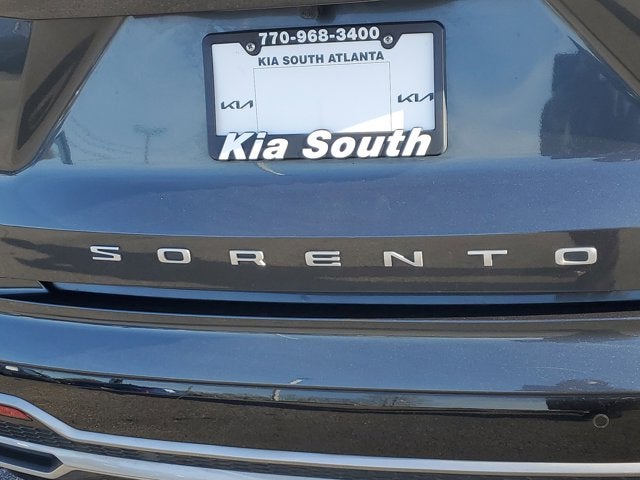 770-968-3400
KIA SOUTH ATLANTA
KIA KIA
Kia South
SORENTO